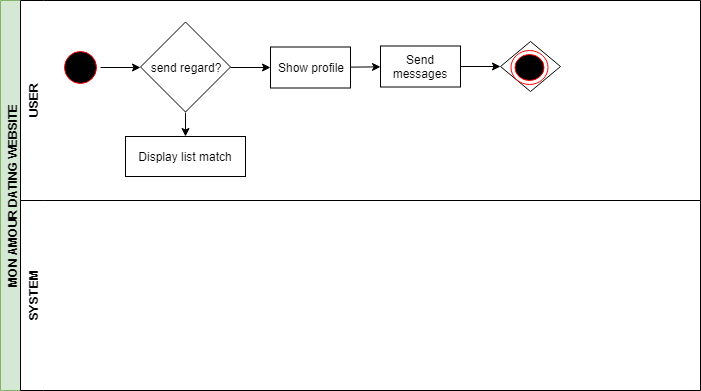 MON AMOUR DATING WEBSITE
USER
send regard?
Show profile
Send
messages
Display list match
SYSTEM